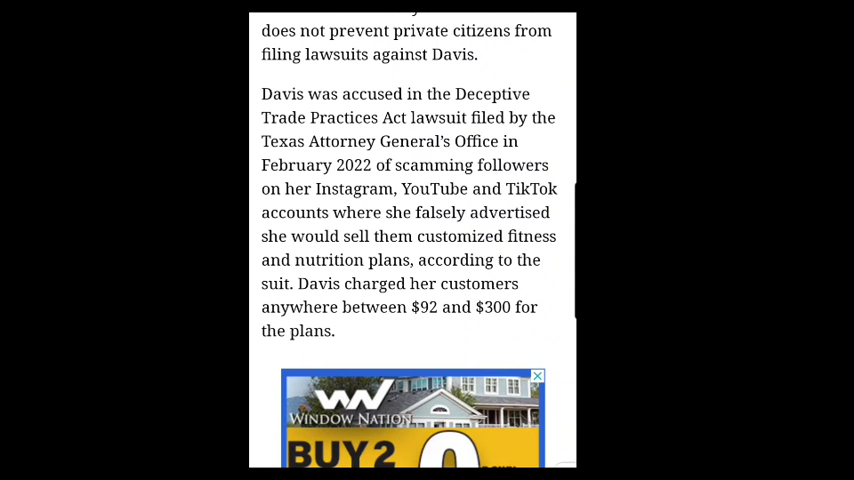 does not prevent private citizens from
filing lawsuits against Davis.
Davis was accused in the Deceptive
Trade Practices Act lawsuit filed by the
Texas Attorney General’s Office in
February 2022 of scamming followers
on her Instagram, YouTube and TikTok
accounts where she falsely advertised
she would sell them customized fitness
and nutrition plans, according to the
suit. Davis charged her customers
anywhere between $92 and $300 for
the plans.
WINDOW NATION
BUY 2